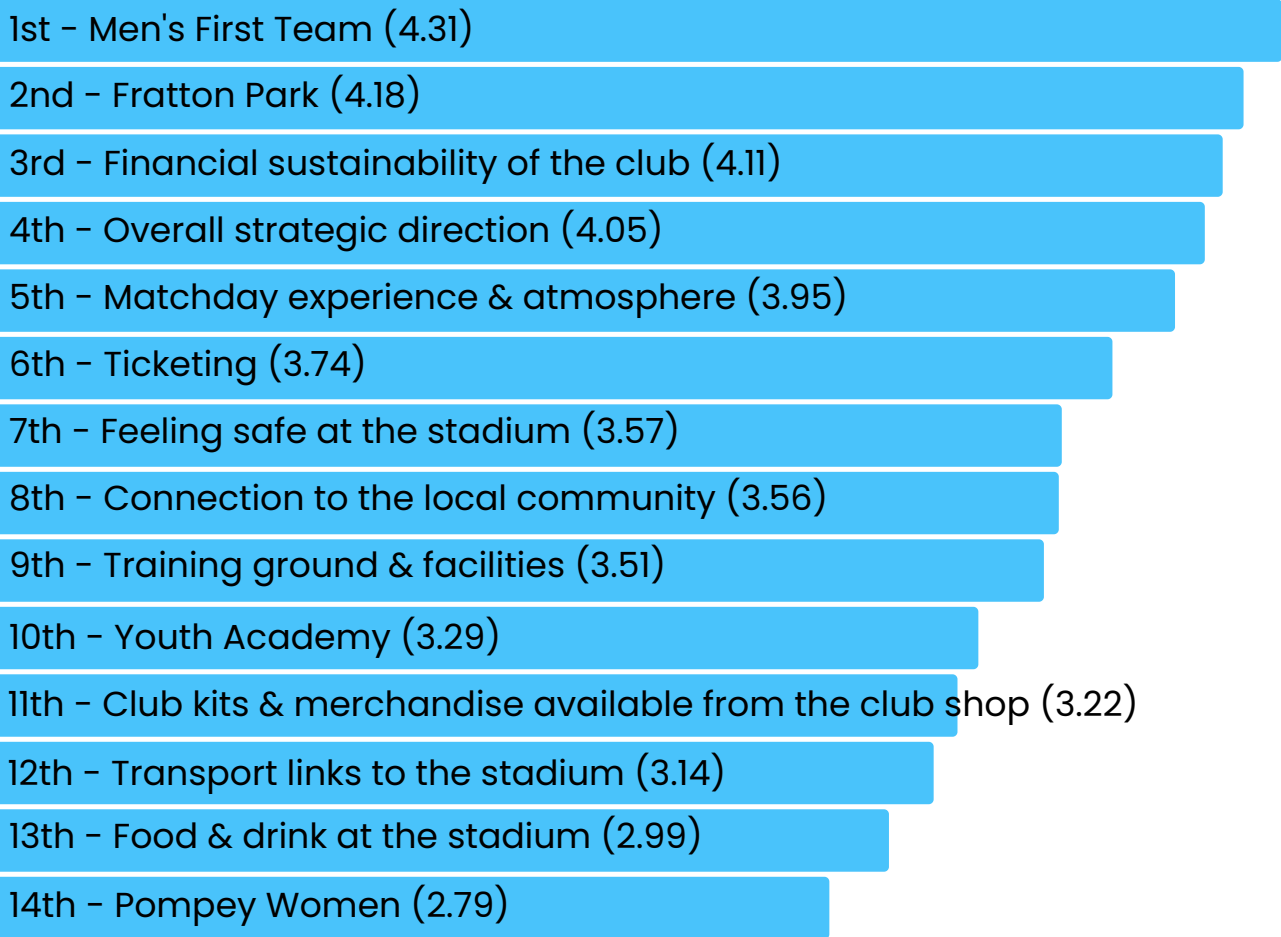 1st - Men's First Team (4.31)
2nd - Fratton Park (4.18)
3rd - Financial sustainability of the club (4.11)
4th - Overall strategic direction (4.05)
5th - Matchday experience & atmosphere (3.95)
6th - Ticketing (3.74)
7th - Feeling safe at the stadium (3.57)
8th - Connection to the local community (3.56)
9th - Training ground & facilities (3.51)
10th - Youth Academy (3.29)
11th - Club kits & merchandise available from the club shop (3.22)
12th - Transport links to the stadium (3.14)
13th - Food & drink at the stadium (2.99)
14th - Pompey Women (2.79)